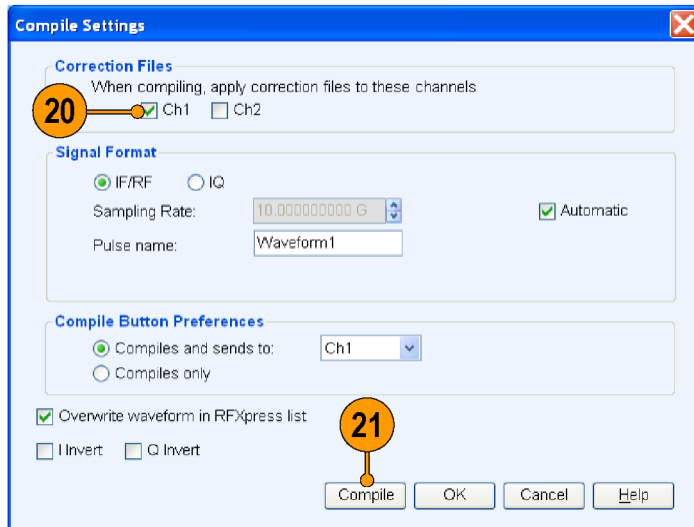 Compile Settings
Correction Files
When compiling, apply correction files to these channels
20
Ch1 Ch2
Signal Format
IF/RF IQ
Sampling Rate: 10.000000000 G Automatic
Pulse name: Waveform1
Compile Button Preferences
Compiles and sends to: Ch1
Compiles only
Overwrite waveform in RFXpress list
21
I Invert Q Invert
Compile OK Cancel Help